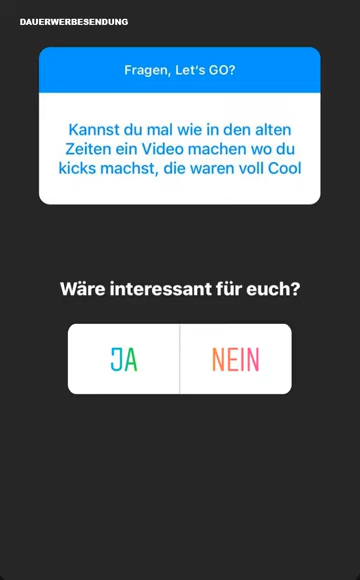 DAUERWERBESENDUNG
Fragen, Let's GO?
Kannst du mal wie in den alten
Zeiten ein Video machen wo du
kicks machst, die waren voll Cool
Wäre interessant für euch?
JA
NEIN